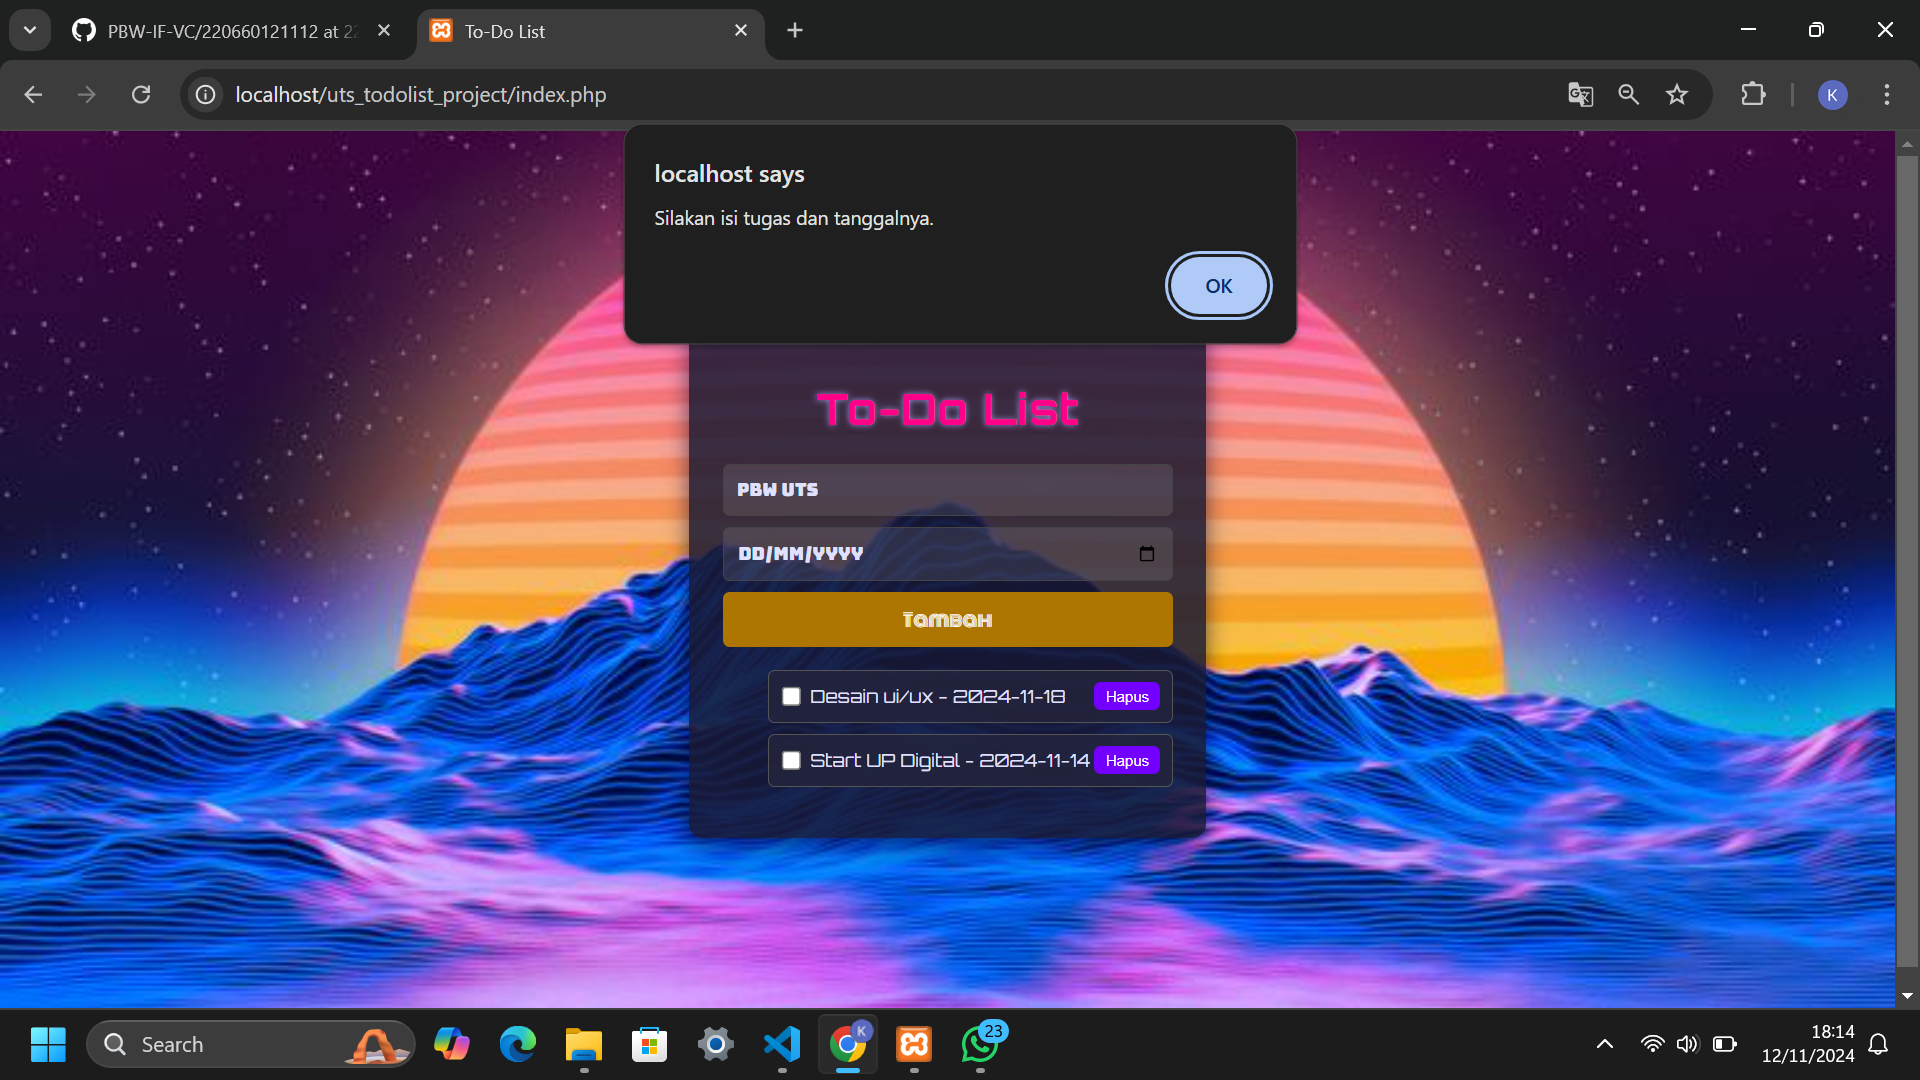 PBW-IF-VC/220660121112 at 22
To-Do List
localhost/uts_todolist_project/index.php
K
localhost says
Silakan isi tugas dan tanggalnya.
OK
To-Do List
PBW UTS
DD/MM/YYYY
Tambah
Desain ui/ux - 2024-11-18
Hapus
Start UP Digital - 2024-11-14
Hapus
Search
K
23
18:14
12/11/2024